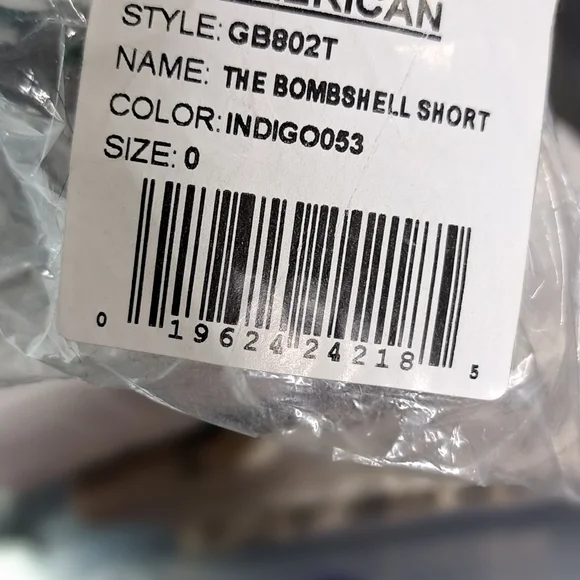 STYLE: GB802T
NAME: THE BOMBSHELL SHORT
COLOR: INDIGO053
SIZE: 0
0 19624 24218 5